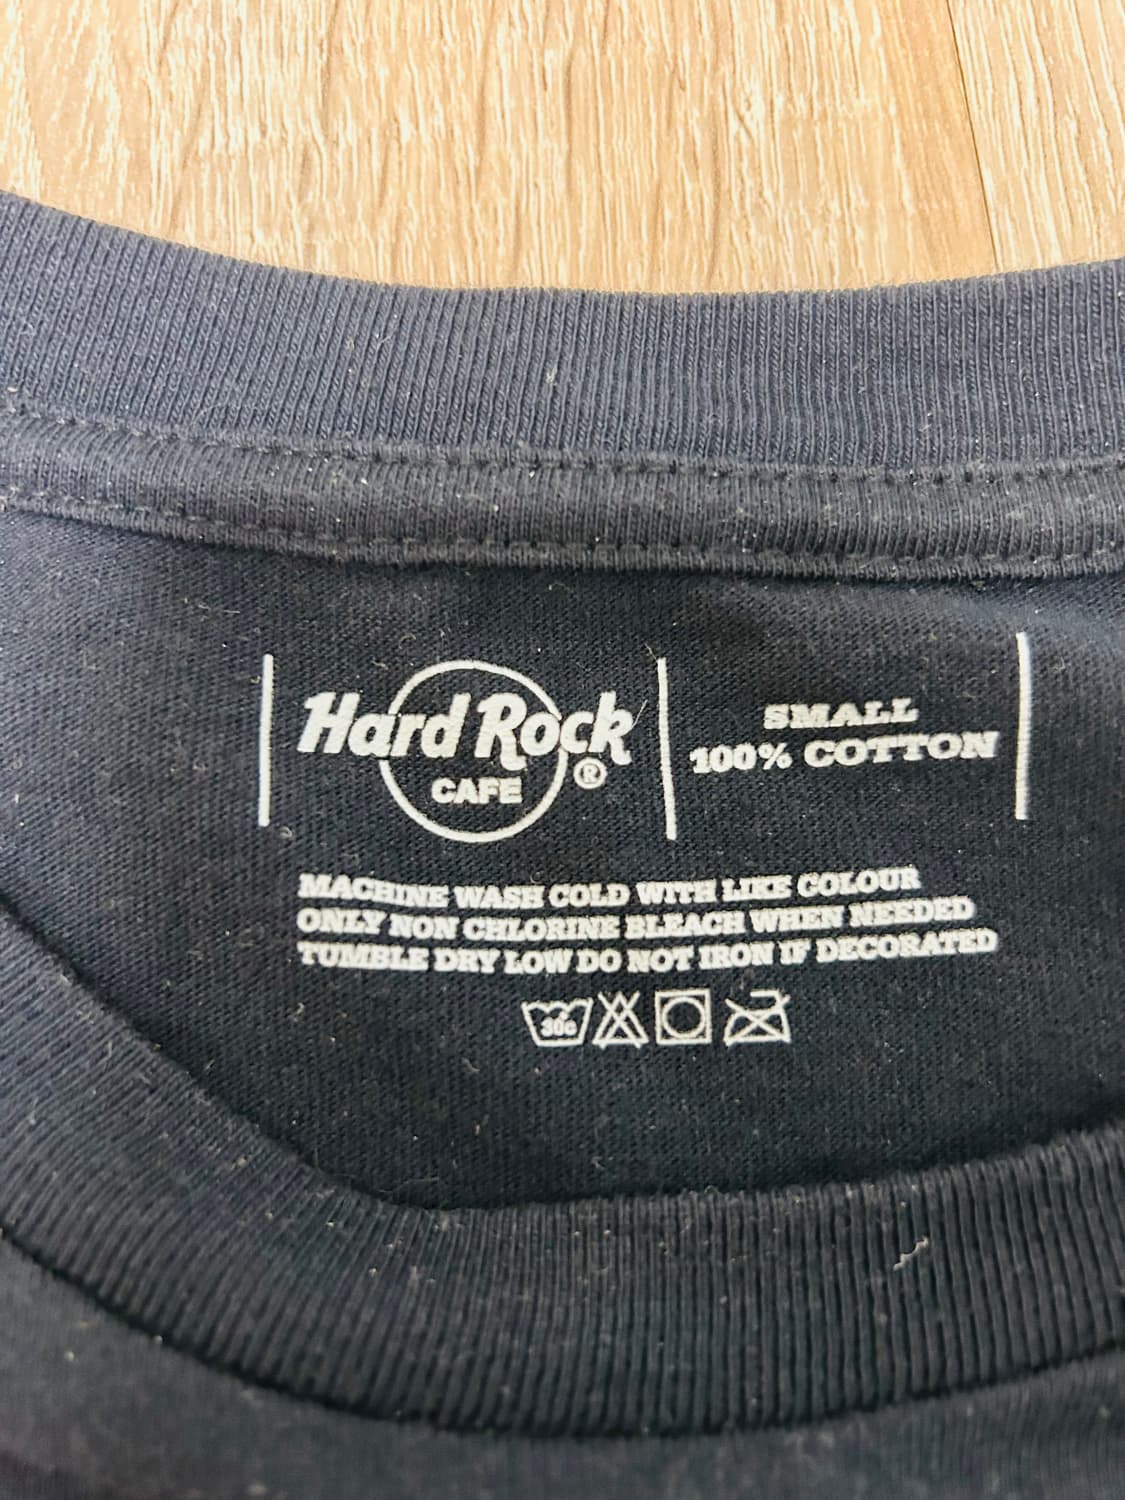 Hard Rock
CAFE
®
SMALL
100% COTTON
MACHINE WASH COLD WITH LIKE COLOUR
ONLY NON CHLORINE BLEACH WHEN NEEDED
TUMBLE DRY LOW DO NOT IRON IF DECORATED
30c